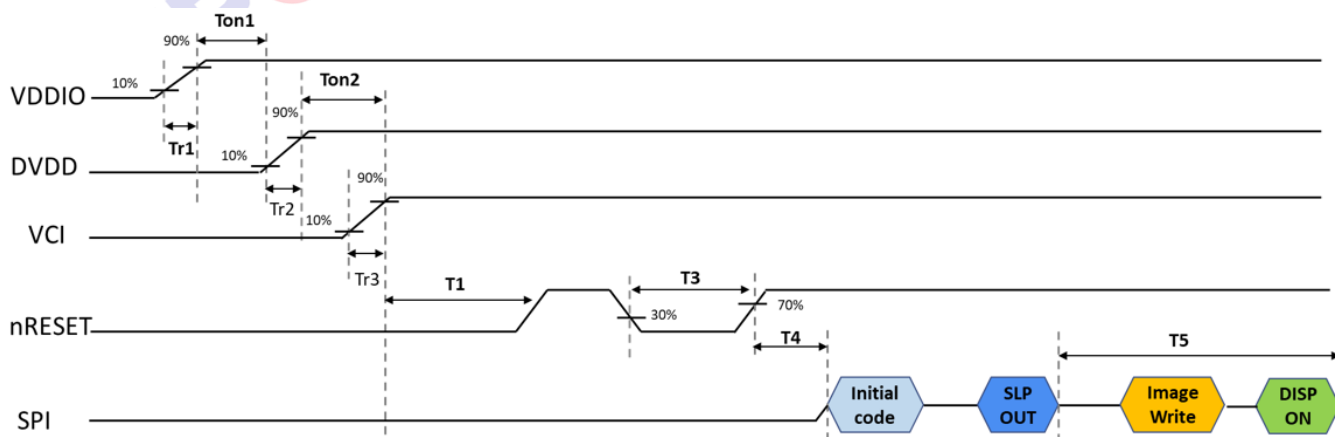 Ton1
90%
10%
VDDIO
Tr1
Ton2
90%
10%
DVDD
Tr2
90%
10%
VCI
Tr3
T1
T3
nRESET
30%
70%
T4
T5
SPI
Initial
code
SLP
OUT
Image
Write
DISP
ON